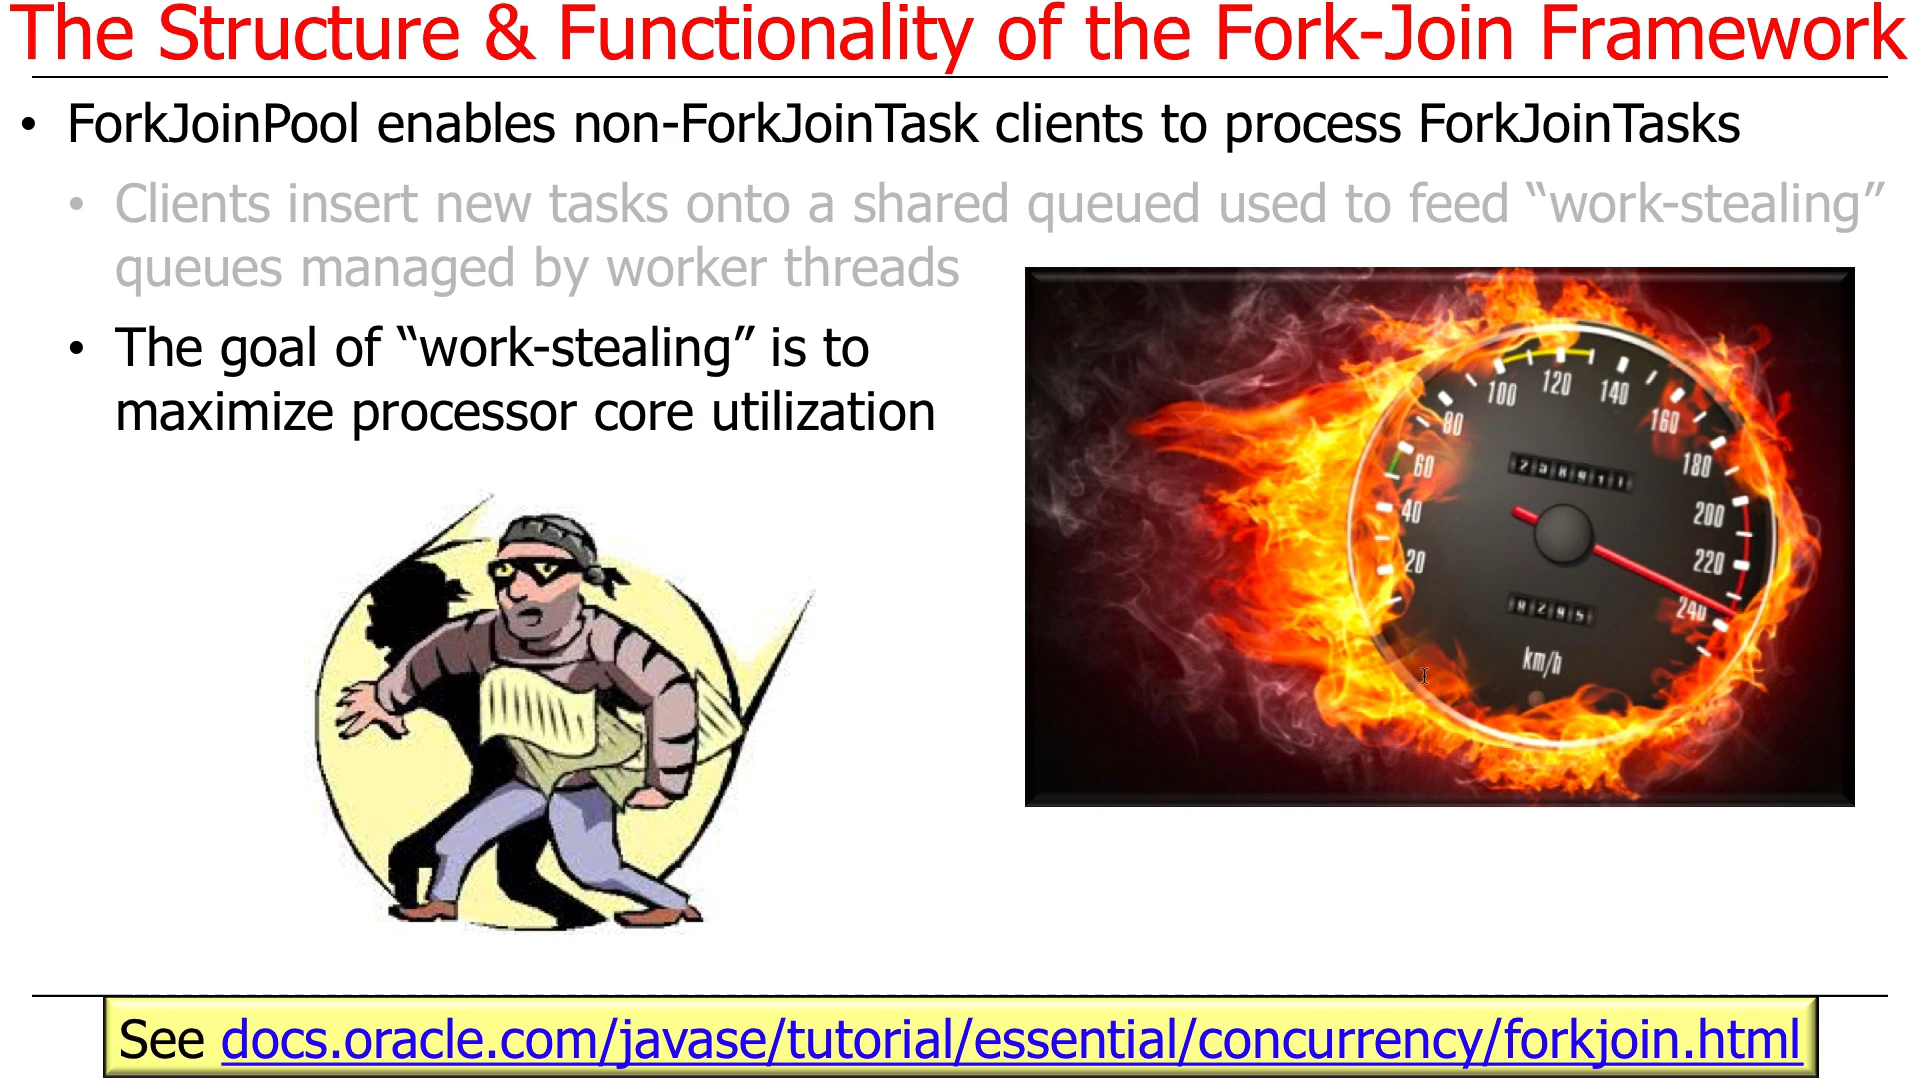 The Structure & Functionality of the Fork-Join Framework
• ForkJoinPool enables non-ForkJoinTask clients to process ForkJoinTasks
• Clients insert new tasks onto a shared queued used to feed “work-stealing”
queues managed by worker threads
• The goal of “work-stealing” is to
maximize processor core utilization
20
40
60
80
100
120
140
160
180
200
220
240
km/h
See docs.oracle.com/javase/tutorial/essential/concurrency/forkjoin.html